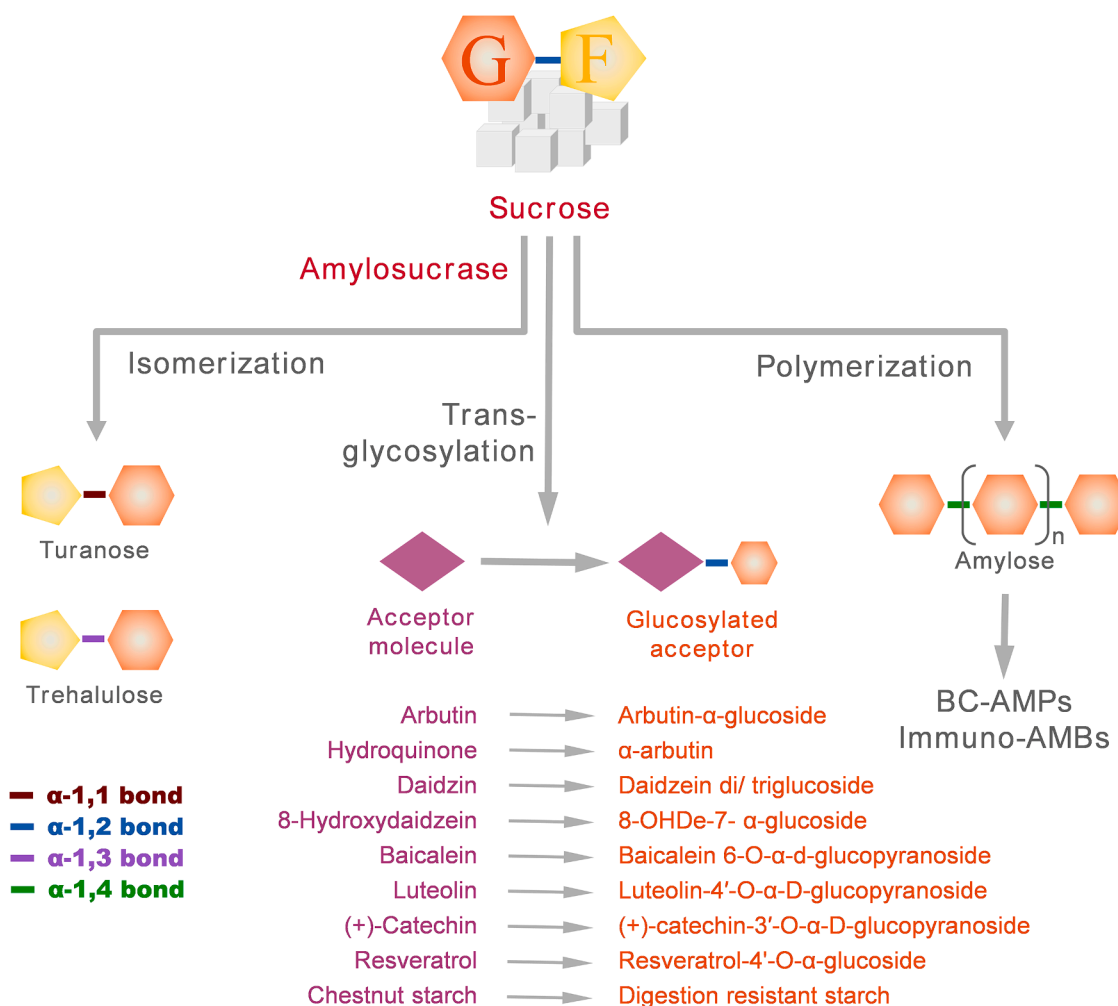 G F
Sucrose
Amylosucrase
Isomerization
Trans-
glycosylation
Polymerization
Turanose
Trehalulose
Acceptor
molecule
Glucosylated
acceptor
n
Amylose
BC-AMPs
Immuno-AMBs
Arbutin Arbutin-α-glucoside
Hydroquinone α-arbutin
Daidzin Daidzein di/ triglucoside
8-Hydroxydaidzein 8-OHDe-7- α-glucoside
Baicalein Baicalein 6-O-α-d-glucopyranoside
Luteolin Luteolin-4′-O-α-D-glucopyranoside
(+)-Catechin (+)-catechin-3′-O-α-D-glucopyranoside
Resveratrol Resveratrol-4'-O-α-glucoside
Chestnut starch Digestion resistant starch
α-1,1 bond
α-1,2 bond
α-1,3 bond
α-1,4 bond